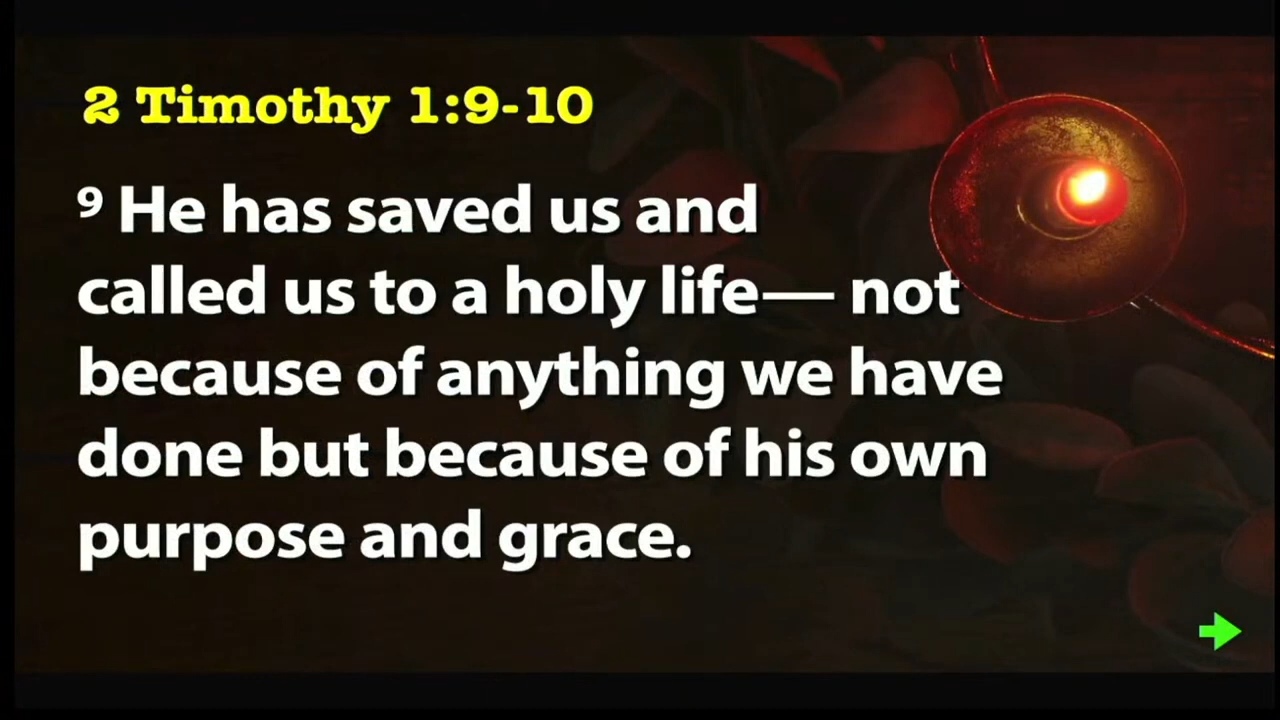 2 Timothy 1:9-10
⁹ He has saved us and
called us to a holy life— not
because of anything we have
done but because of his own
purpose and grace.